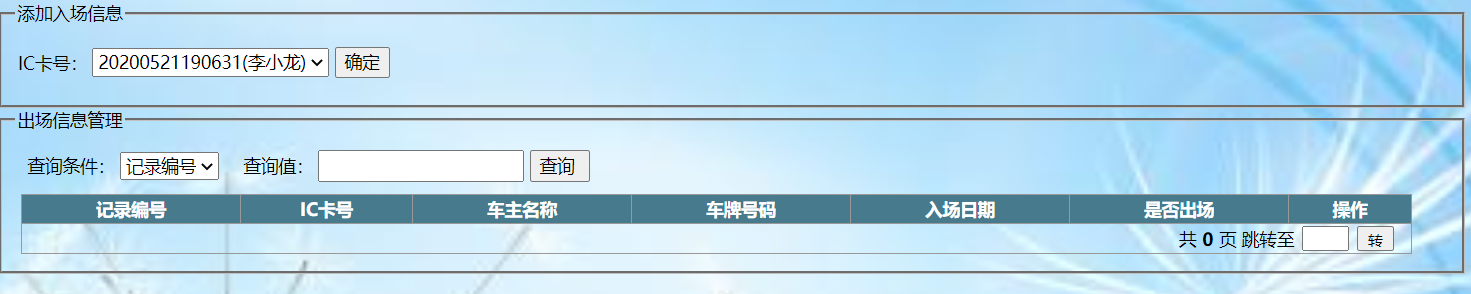 添加入场信息
IC卡号： 20200521190631(李小龙) 确定
出场信息管理
查询条件： 记录编号 查询值： 查询
记录编号 IC卡号 车主名称 车牌号码 入场日期 是否出场 操作
共 0 页 跳转至 转